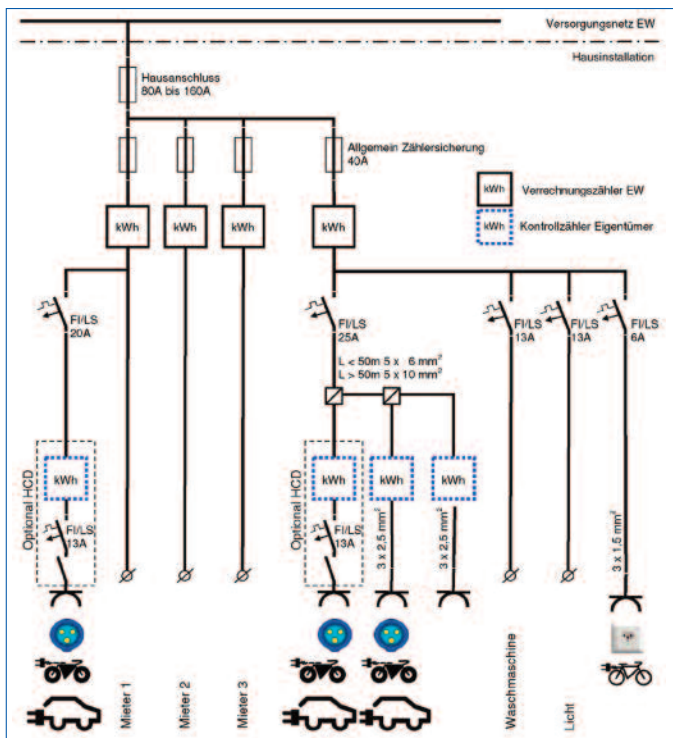 Versorgungsnetz EW
Hausinstallation
Hausanschluss
80A bis 160A
Allgemein Zählersicherung
40A
kWh
Verrechnungszähler EW
kWh
kWh
kWh
kWh
kWh
Kontrollzähler Eigentümer
FI/LS
20A
FI/LS
25A
FI/LS
13A
FI/LS
13A
FI/LS
6A
L < 50m 5 x 6 mm²
L > 50m 5 x 10 mm²
Optional HCD
kWh
FI/LS
13A
Optional HCD
kWh
FI/LS
13A
kWh
kWh
3 x 2,5 mm²
3 x 2,5 mm²
3 x 1,5 mm²
Mieter 1
Mieter 2
Mieter 3
Waschmaschine
Licht